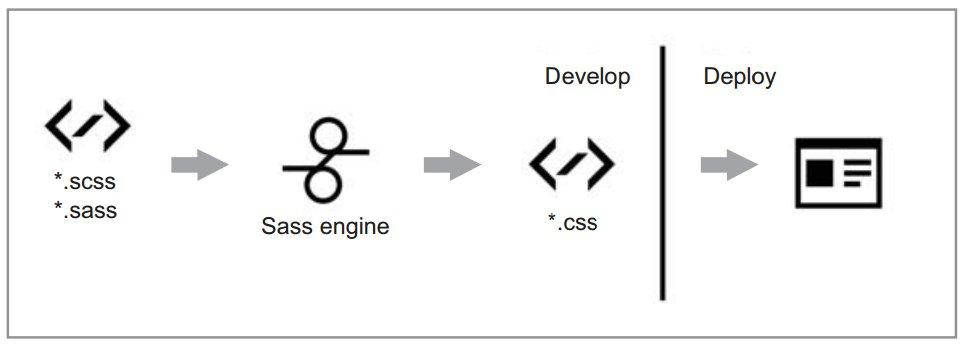 Develop
Deploy
*.scss
*.sass
Sass engine
*.css